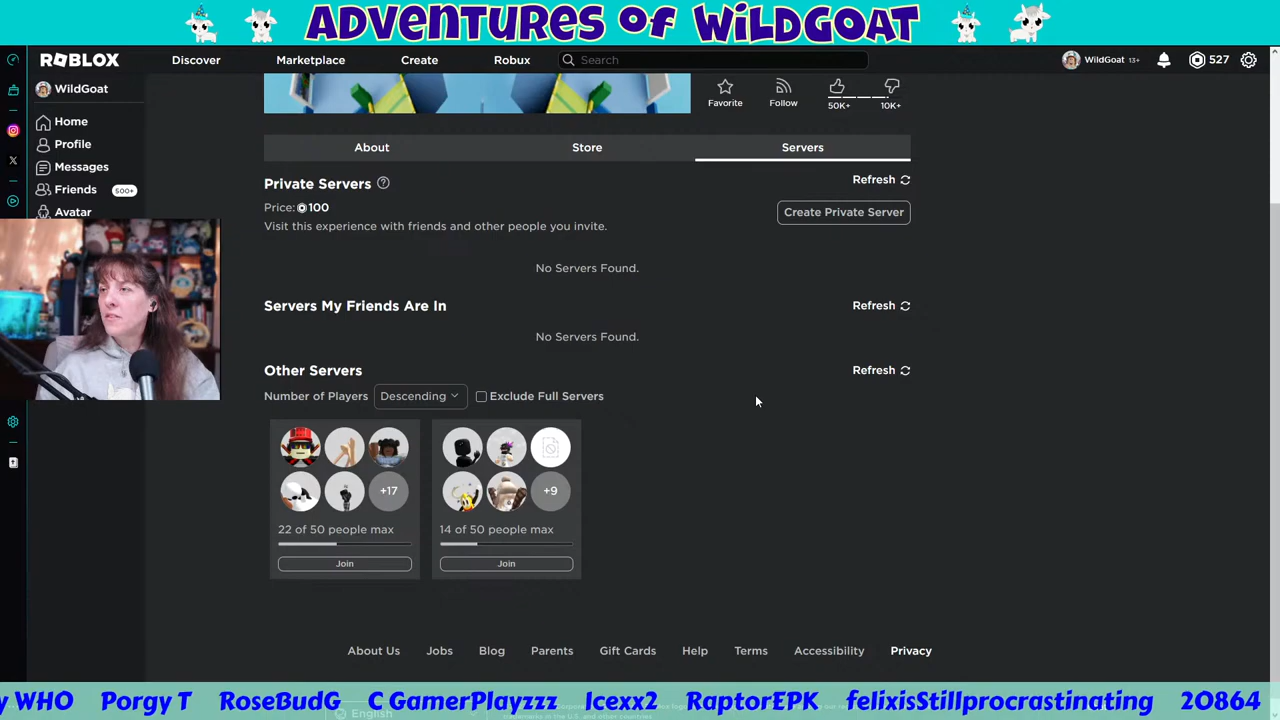 ADVENTURES OF WILDGOAT
ROBLOX Discover Marketplace Create Robux Search WildGoat 13+ 527
WildGoat
Home
Profile
Messages
Friends 500+
Avatar
Favorite Follow 50K+ 10K+
About Store Servers
Private Servers Refresh
Price: 100 Create Private Server
Visit this experience with friends and other people you invite.
No Servers Found.
Servers My Friends Are In Refresh
No Servers Found.
Other Servers Refresh
Number of Players Descending Exclude Full Servers
+17 +9
22 of 50 people max 14 of 50 people max
Join Join
About Us Jobs Blog Parents Gift Cards Help Terms Accessibility Privacy
y WHO Porgy T RoseBudG C GamerPlayzzz Icexx2 RaptorEPK felixisStillprocrastinating 20864
English